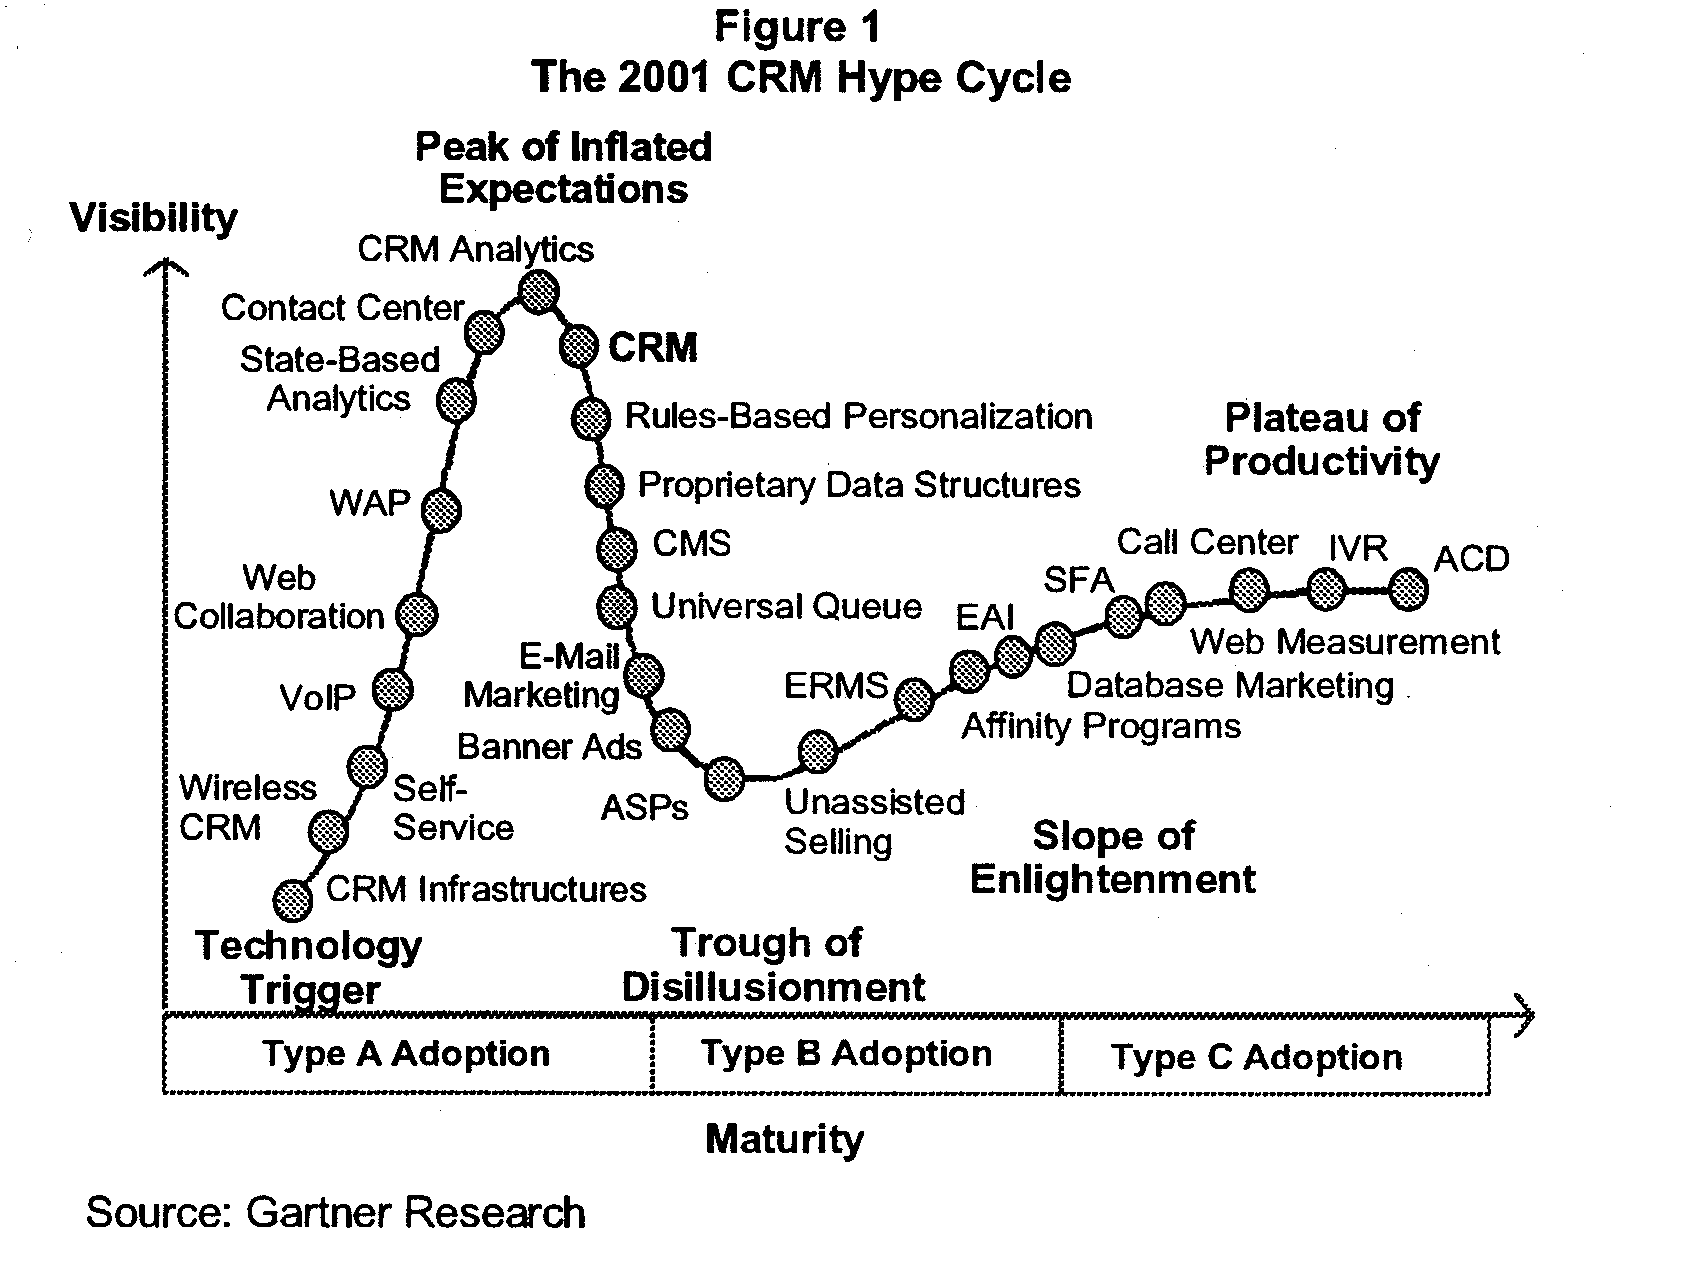 Figure 1
The 2001 CRM Hype Cycle
Peak of Inflated
Expectations
Visibility
CRM Analytics
Contact Center
CRM
State-Based
Analytics
Rules-Based Personalization
Plateau of
Productivity
WAP
Proprietary Data Structures
CMS
Call Center
IVR
ACD
Web
Collaboration
Universal Queue
SFA
EAI
Web Measurement
E-Mail
Marketing
VoIP
ERMS
Database Marketing
Affinity Programs
Banner Ads
Wireless
CRM
Self-
Service
ASPs
Unassisted
Selling
Slope of
Enlightenment
CRM Infrastructures
Technology
Trigger
Trough of
Disillusionment
Type A Adoption
Type B Adoption
Type C Adoption
Maturity
Source: Gartner Research